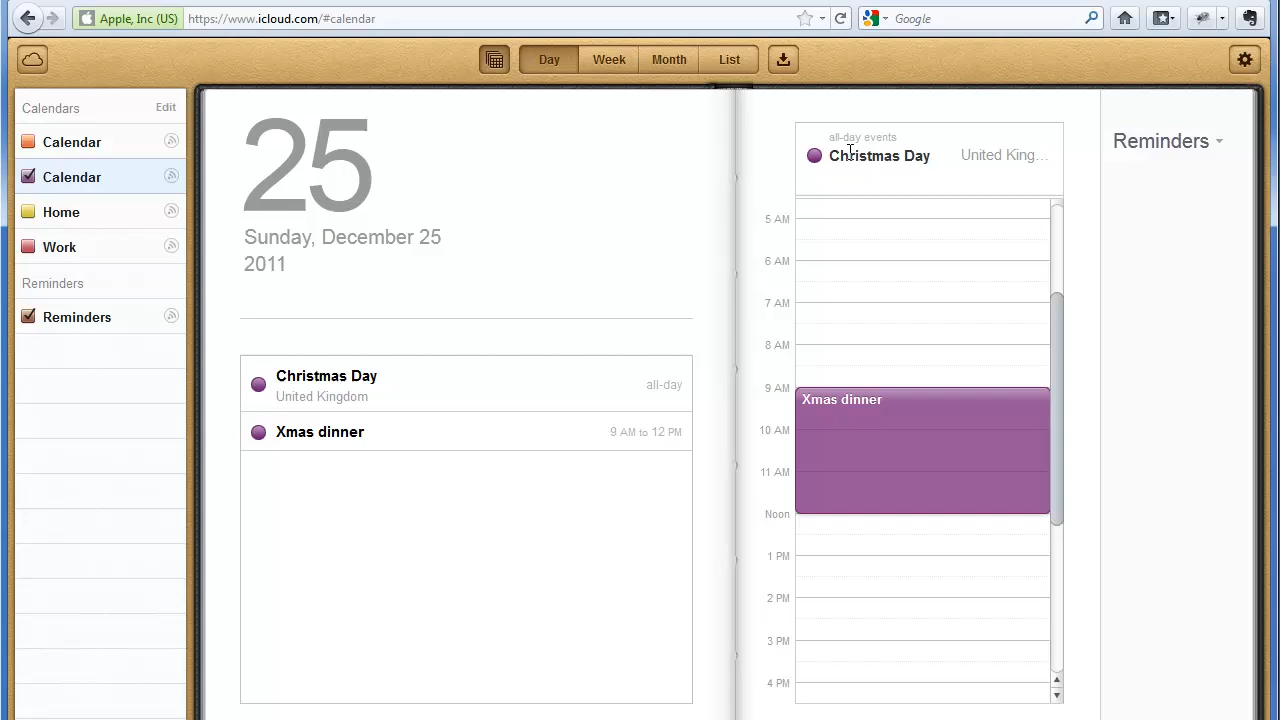 Apple, Inc (US) https://www.icloud.com/#calendar Google
Day Week Month List
Calendars Edit
Calendar
Calendar
Home
Work
Reminders
Reminders
25
Sunday, December 25
2011
Christmas Day
United Kingdom
all-day
Xmas dinner 9 AM to 12 PM
all-day events
Christmas Day United King...
5 AM
6 AM
7 AM
8 AM
9 AM
Xmas dinner
10 AM
11 AM
Noon
1 PM
2 PM
3 PM
4 PM
Reminders